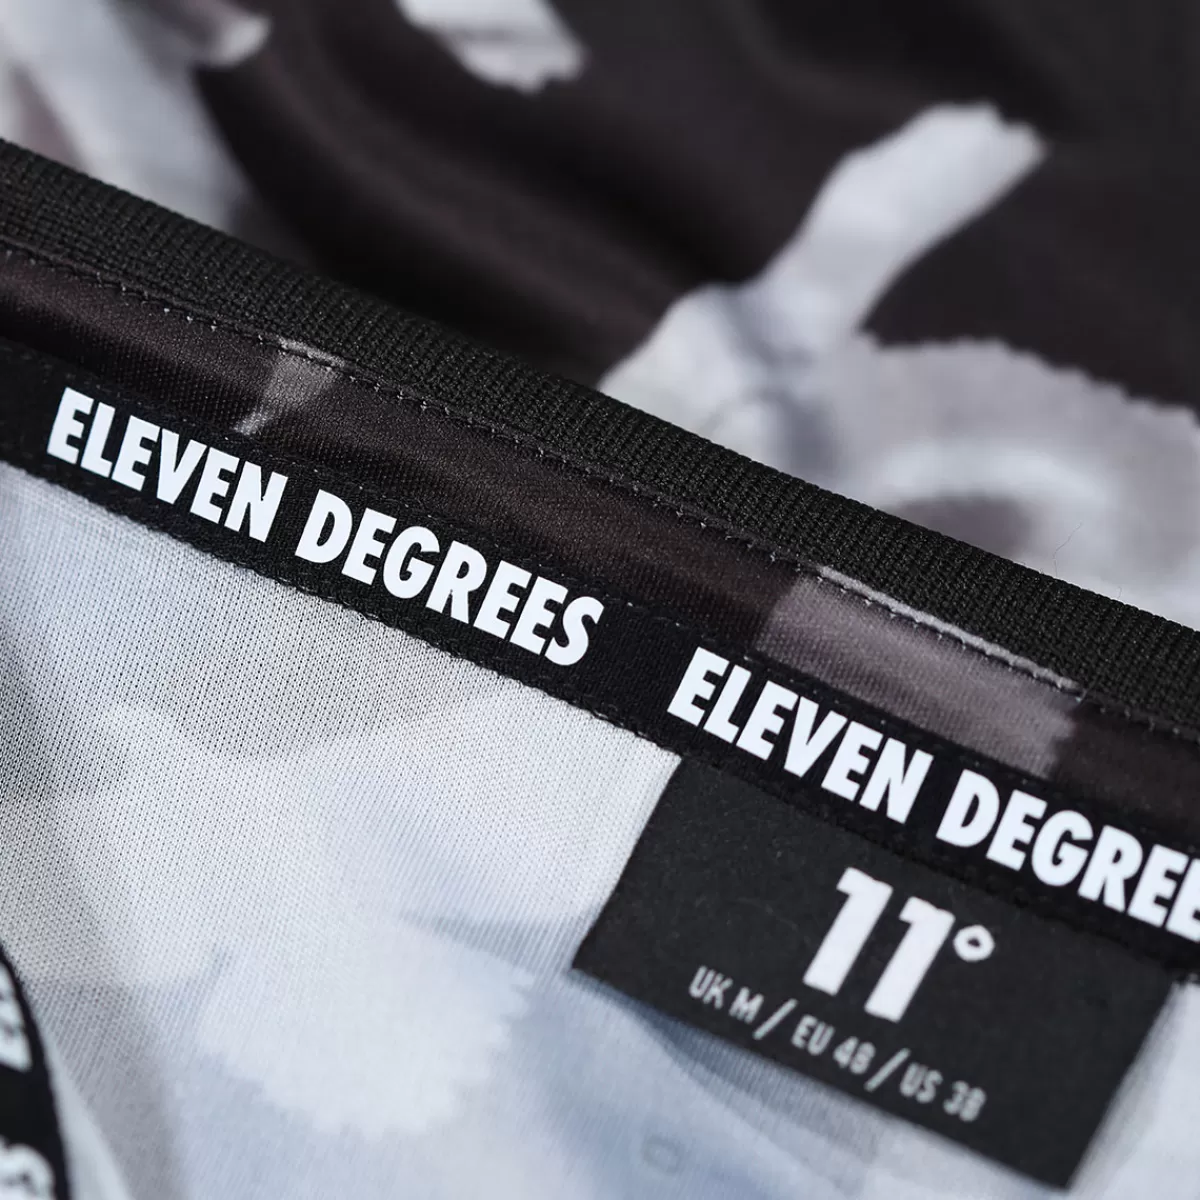 ELEVEN DEGREES
ELEVEN DEGREE
11°
UK M / EU 48 / US 38